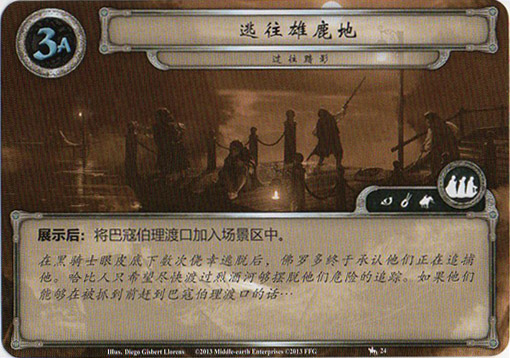 3A
逃往雄鹿地
过往黯影
展示后：将巴寇伯理渡口加入场景区中。
在黑骑士眼皮底下数次侥幸逃脱后，佛罗多终于承认他们正在追捕
他。哈比人只希望尽快渡过烈酒河够摆脱他们危险的追踪。如果他们
能够在被抓到前赶到巴寇伯理渡口的话…
Illus. Diego Gisbert Llorens ©2013 Middle-earth Enterprises ©2013 FFG 24